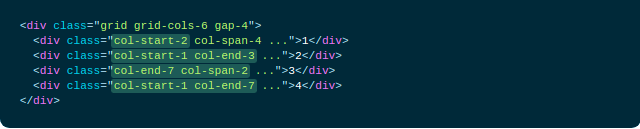 <div class="grid grid-cols-6 gap-4">
  <div class="col-start-2 col-span-4 ...">1</div>
  <div class="col-start-1 col-end-3 ...">2</div>
  <div class="col-end-7 col-span-2 ...">3</div>
  <div class="col-start-1 col-end-7 ...">4</div>
</div>